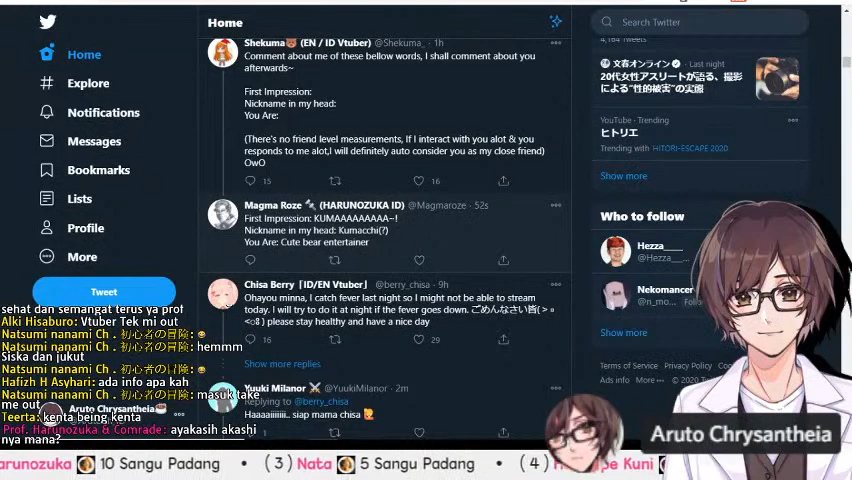 Home
Explore
Notifications
Messages
Bookmarks
Lists
Profile
More
Tweet
sehat dan semangat terus ya prof
Alki Hisaburo: Vtuber Tek mi out
Natsumi nanami Ch . 初心者の冒険: 😂
Natsumi nanami Ch . 初心者の冒険: hemmm
Siska dan jukut
Natsumi nanami Ch . 初心者の冒険: 😂
Hafizh H Asyhari: ada info apa kah
Natsumi nanami Ch . 初心者の冒険: masuk take
me out
Aruto Chrysantheia
Teerta: kenta being kenta
Prof. Harunozuka & Comrade: ayakasih akashi
nya mana?
Home
Shekuma🐻 (EN / ID Vtuber) @Shekuma_ · 1h
Comment about me of these bellow words, I shall comment about you
afterwards~
First Impression:
Nickname in my head:
You Are:
(There's no friend level measurements, If I interact with you alot & you
responds to me alot,I will definitely auto consider you as my close friend)
OwO
15
16
Magma Roze 🔩 (HARUNOZUKA ID) @Magmaroze · 52s
First Impression: KUMAAAAAAAAA~!
Nickname in my head: Kumacchi(?)
You Are: Cute bear entertainer
Chisa Berry「ID/EN Vtuber」 @berry_chisa · 9h
Ohayou minna, I catch fever last night so I might not be able to stream
today. I will try to do it at night if the fever goes down. ごめんなさい皆
please stay healthy and have a nice day
16
29
Show more replies
Yuuki Milanor ⚔️ @YuukiMilanor · 2m
Replying to @berry_chisa
Haaaaiiiiiii.. siap mama chisa
1
Search Twitter
文春オンライン · Last night
20代女性アスリートが語る、撮影
による"性的被害"の実態
YouTube · Trending
ヒトリエ
Trending with HITORI-ESCAPE 2020
Show more
Who to follow
Hezza____
@Hezza_
Nekomancer
@n_mo...
Show more
Terms of Service Privacy Policy
Ads info More
© 2020
Aruto Chrysantheia
arunozuka 10 Sangu Padang • (3) Nata 5 Sangu Padang • (4)
Kuni